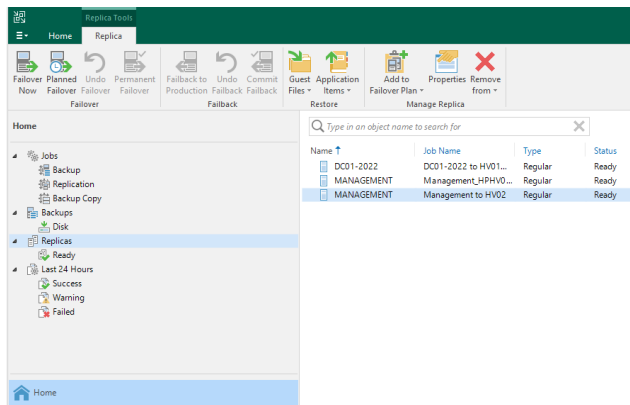 Replica Tools
Home Replica
Failover Now
Planned Failover
Undo Failover
Permanent Failover
Failback to Production
Undo Failback
Commit Failback
Guest Files
Application Items
Add to Failover Plan
Properties
Remove from
Failover Failback Restore Manage Replica
Home
Type in an object name to search for
Name Job Name Type Status
DC01-2022 DC01-2022 to HV01... Regular Ready
MANAGEMENT Management_HPHV0... Regular Ready
MANAGEMENT Management to HV02 Regular Ready
Jobs
Backup
Replication
Backup Copy
Backups
Disk
Replicas
Ready
Last 24 Hours
Success
Warning
Failed
Home